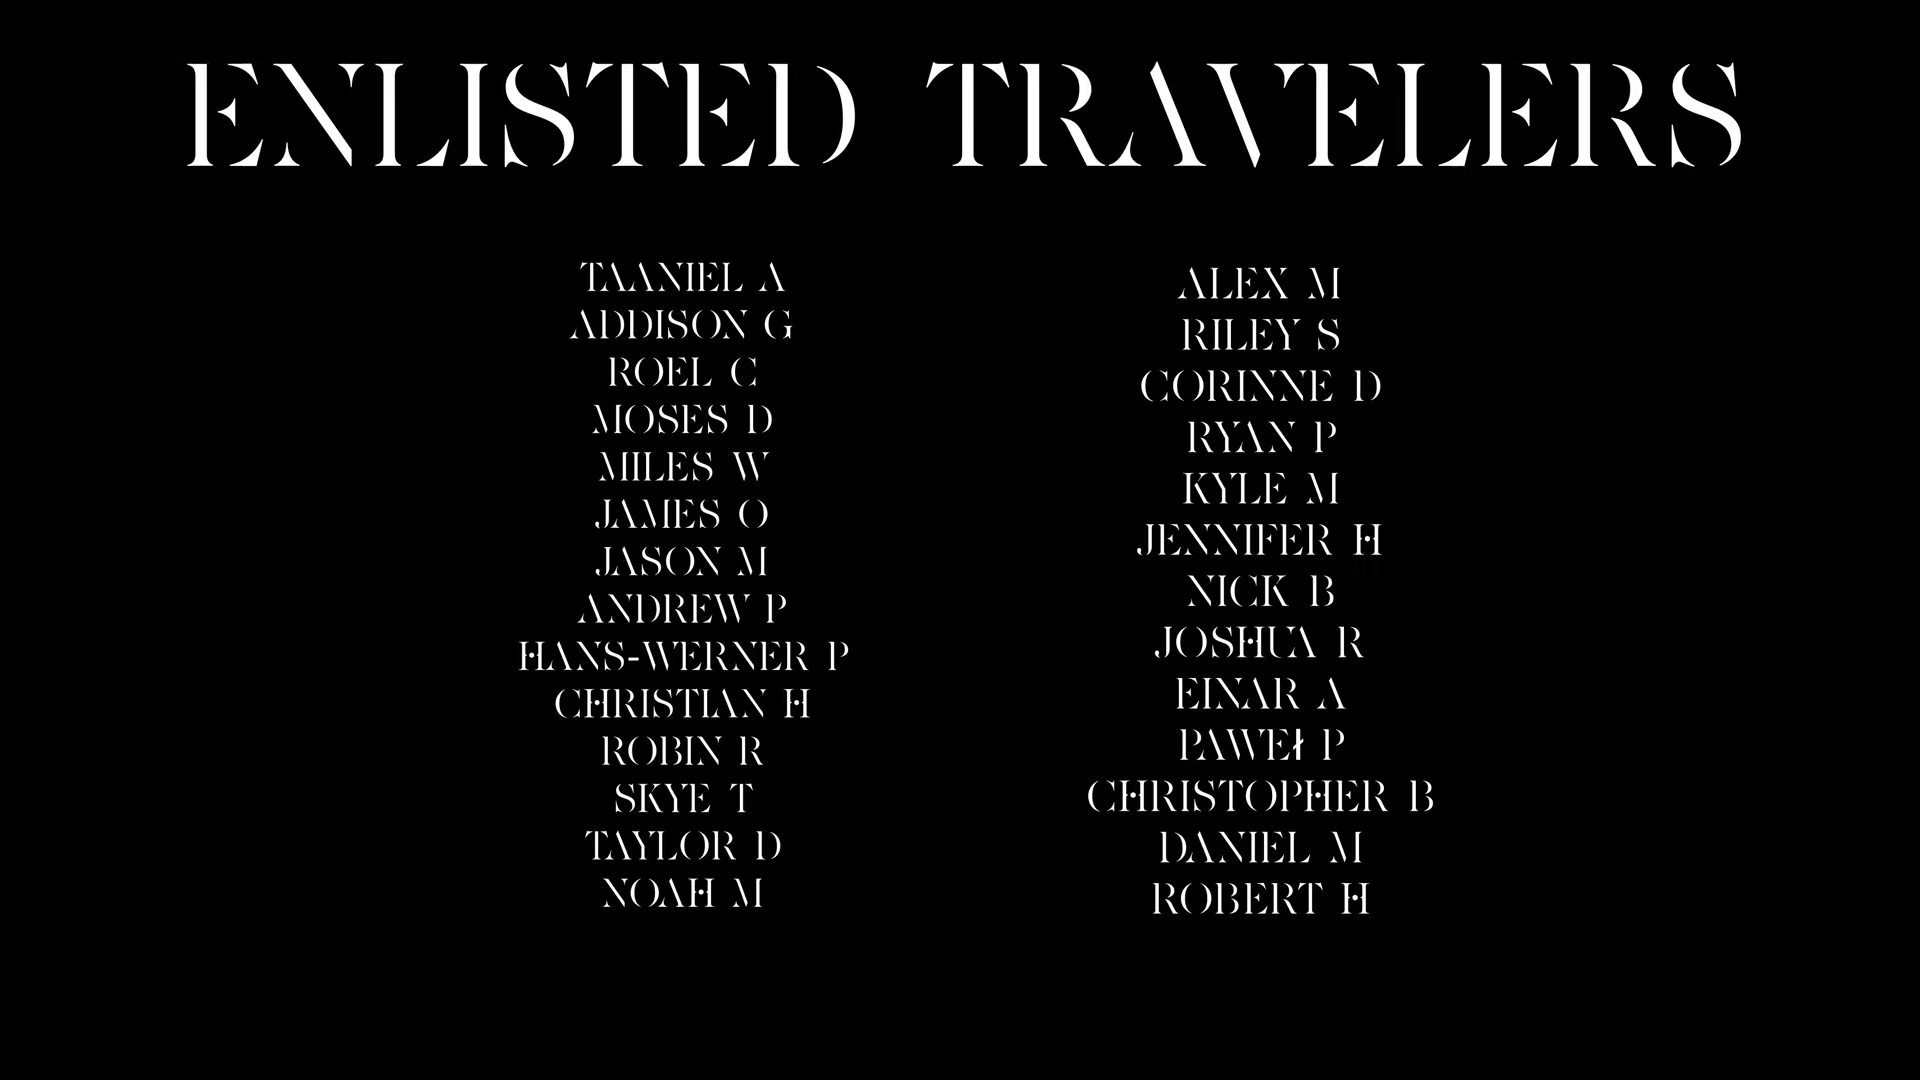 ENLISTED TRAVELERS
TAANIEL A
ADDISON G
ROEL C
MOSES D
MILES W
JAMES O
JASON M
ANDREW P
HANS-WERNER P
CHRISTIAN H
ROBIN R
SKYE T
TAYLOR D
NOAH M
ALEX M
RILEY S
CORINNE D
RYAN P
KYLE M
JENNIFER H
NICK B
JOSHUA R
EINAR A
PAWEł P
CHRISTOPHER B
DANIEL M
ROBERT H